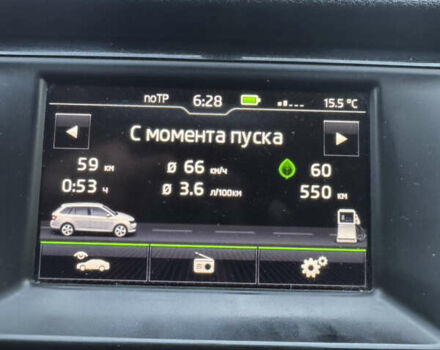 поТР 6:28 15.5 °C
С момента пуска
59 км ø 66 км/ч 60
0:53 ч ø 3.6 л/100км 550 км